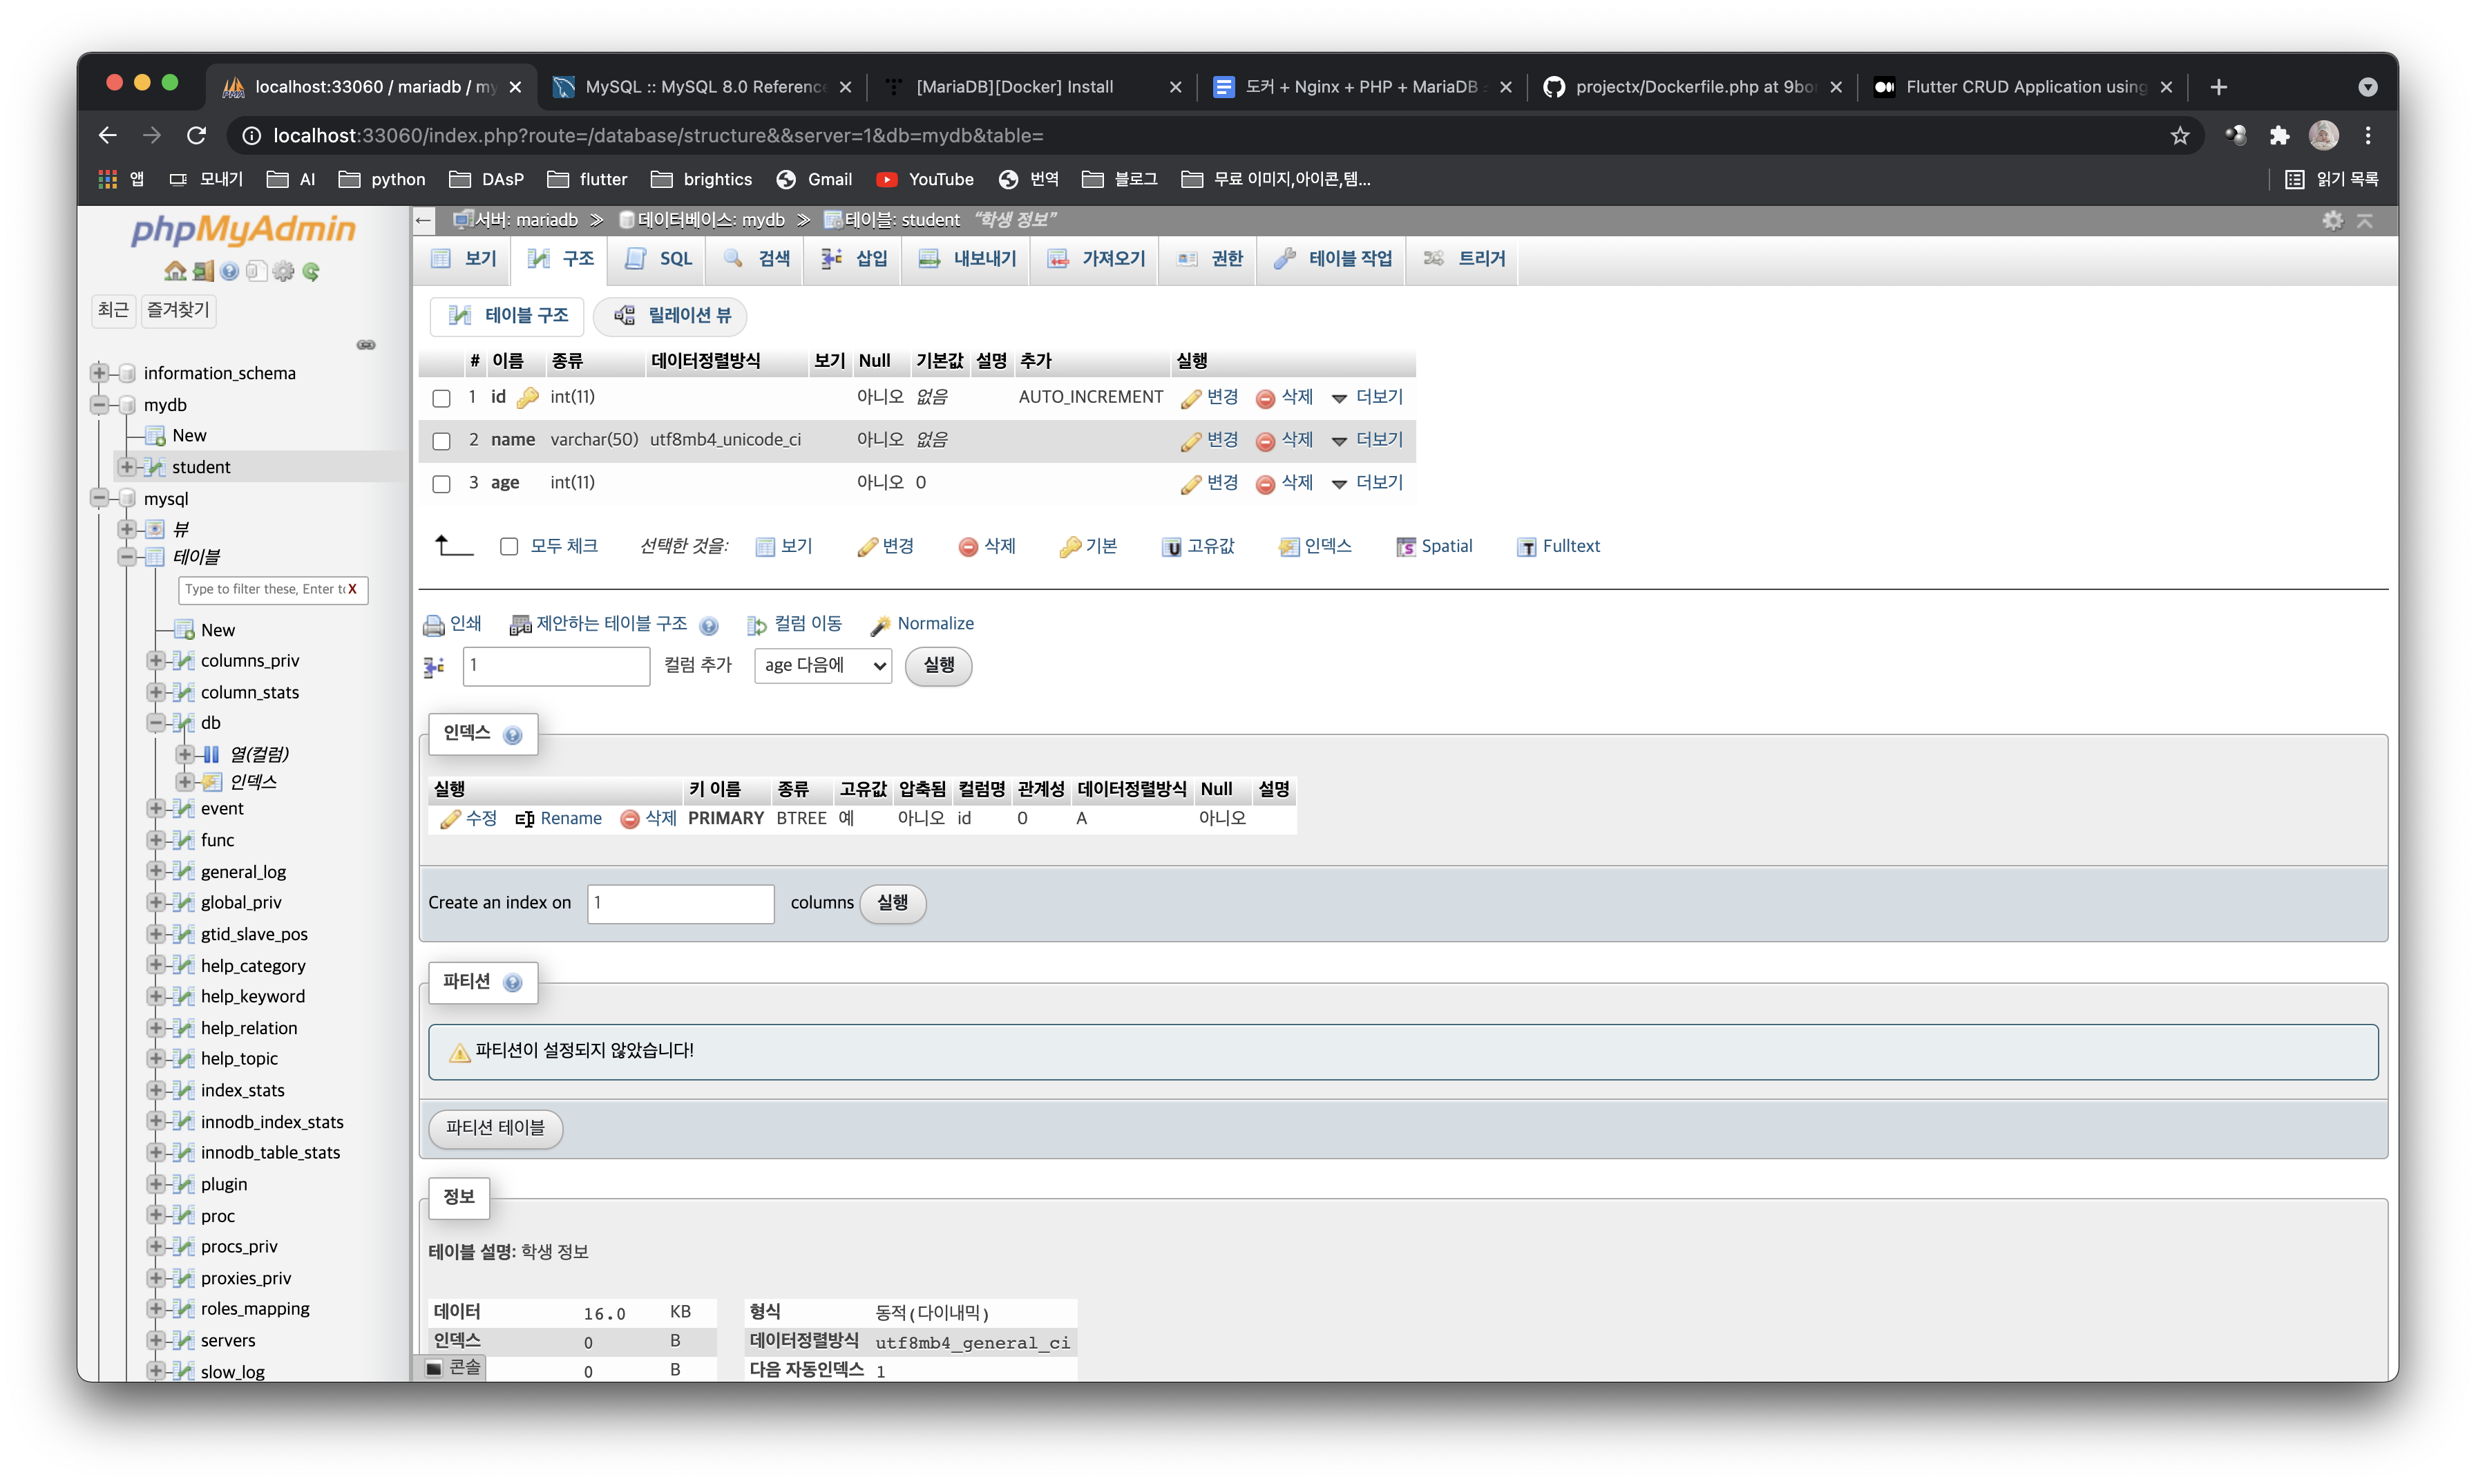 localhost:33060 / mariadb / my
MySQL :: MySQL 8.0 Reference
[MariaDB][Docker] Install
도커 + Nginx + PHP + MariaDB
projectx/Dockerfile.php at 9bor
Flutter CRUD Application using
localhost:33060/index.php?route=/database/structure&&server=1&db=mydb&table=
앱 모내기 AI python DAsP flutter brightics Gmail YouTube 번역 블로그 무료 이미지,아이콘,템... 읽기 목록
phpMyAdmin
최근 즐겨찾기
information_schema
mydb
New
student
mysql
뷰
테이블
Type to filter these, Enter to X
New
columns_priv
column_stats
db
열(컬럼)
인덱스
event
func
general_log
global_priv
gtid_slave_pos
help_category
help_keyword
help_relation
help_topic
index_stats
innodb_index_stats
innodb_table_stats
plugin
proc
procs_priv
proxies_priv
roles_mapping
servers
slow_log
서버: mariadb » 데이터베이스: mydb » 테이블: student “학생 정보”
보기 구조 SQL 검색 삽입 내보내기 가져오기 권한 테이블 작업 트리거
테이블 구조 릴레이션 뷰
# 이름 종류 데이터정렬방식 보기 Null 기본값 설명 추가 실행
1 id int(11) 아니오 없음 AUTO_INCREMENT 변경 삭제 더보기
2 name varchar(50) utf8mb4_unicode_ci 아니오 없음 변경 삭제 더보기
3 age int(11) 아니오 0 변경 삭제 더보기
모두 체크 선택한 것을: 보기 변경 삭제 기본 고유값 인덱스 Spatial Fulltext
인쇄 제안하는 테이블 구조 컬럼 이동 Normalize
1 컬럼 추가 age 다음에 실행
인덱스
실행 키 이름 종류 고유값 압축됨 컬럼명 관계성 데이터정렬방식 Null 설명
수정 Rename 삭제 PRIMARY BTREE 예 아니오 id 0 A 아니오
Create an index on 1 columns 실행
파티션
파티션이 설정되지 않았습니다!
파티션 테이블
정보
테이블 설명: 학생 정보
데이터 16.0 KB 형식 동적(다이내믹)
인덱스 0 B 데이터정렬방식 utf8mb4_general_ci
콘솔 0 B 다음 자동인덱스 1